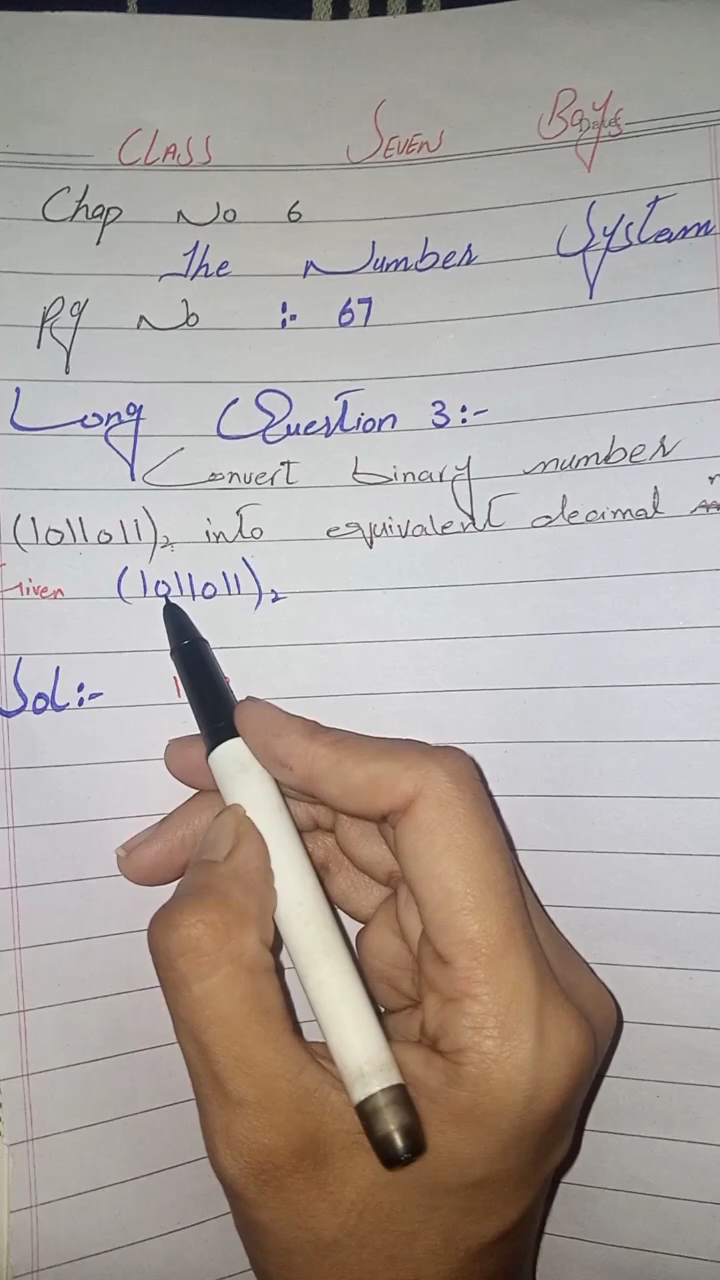 CLASS SEVEN BOYS
Chap No 6
The Number System
Pg No :- 67
Long Question 3:-
Convert binary number
(1011011)₂ into equivalent decimal
Given (1011011)₂
Sol:-